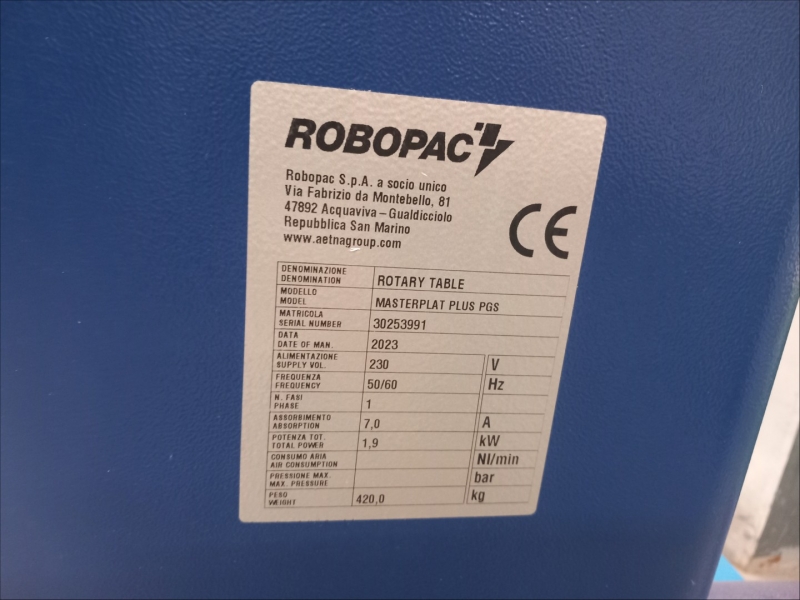 ROBOPAC
Robopac S.p.A. a socio unico
Via Fabrizio da Montebello, 81
47892 Acquaviva – Gualdicciolo
Repubblica San Marino
www.aetnagroup.com
CE
DENOMINAZIONE
DENOMINATION
ROTARY TABLE
MODELLO
MODEL
MASTERPLAT PLUS PGS
MATRICOLA
SERIAL NUMBER
30253991
DATA
DATE OF MAN.
2023
ALIMENTAZIONE
SUPPLY VOL.
230 V
FREQUENZA
FREQUENCY
50/60 Hz
N. FASI
PHASE
1
ASSORBIMENTO
ABSORPTION
7,0 A
POTENZA TOT.
TOTAL POWER
1,9 kW
CONSUMO ARIA
AIR CONSUMPTION
Nl/min
PRESSIONE MAX.
MAX. PRESSURE
bar
PESO
WEIGHT
420,0 kg